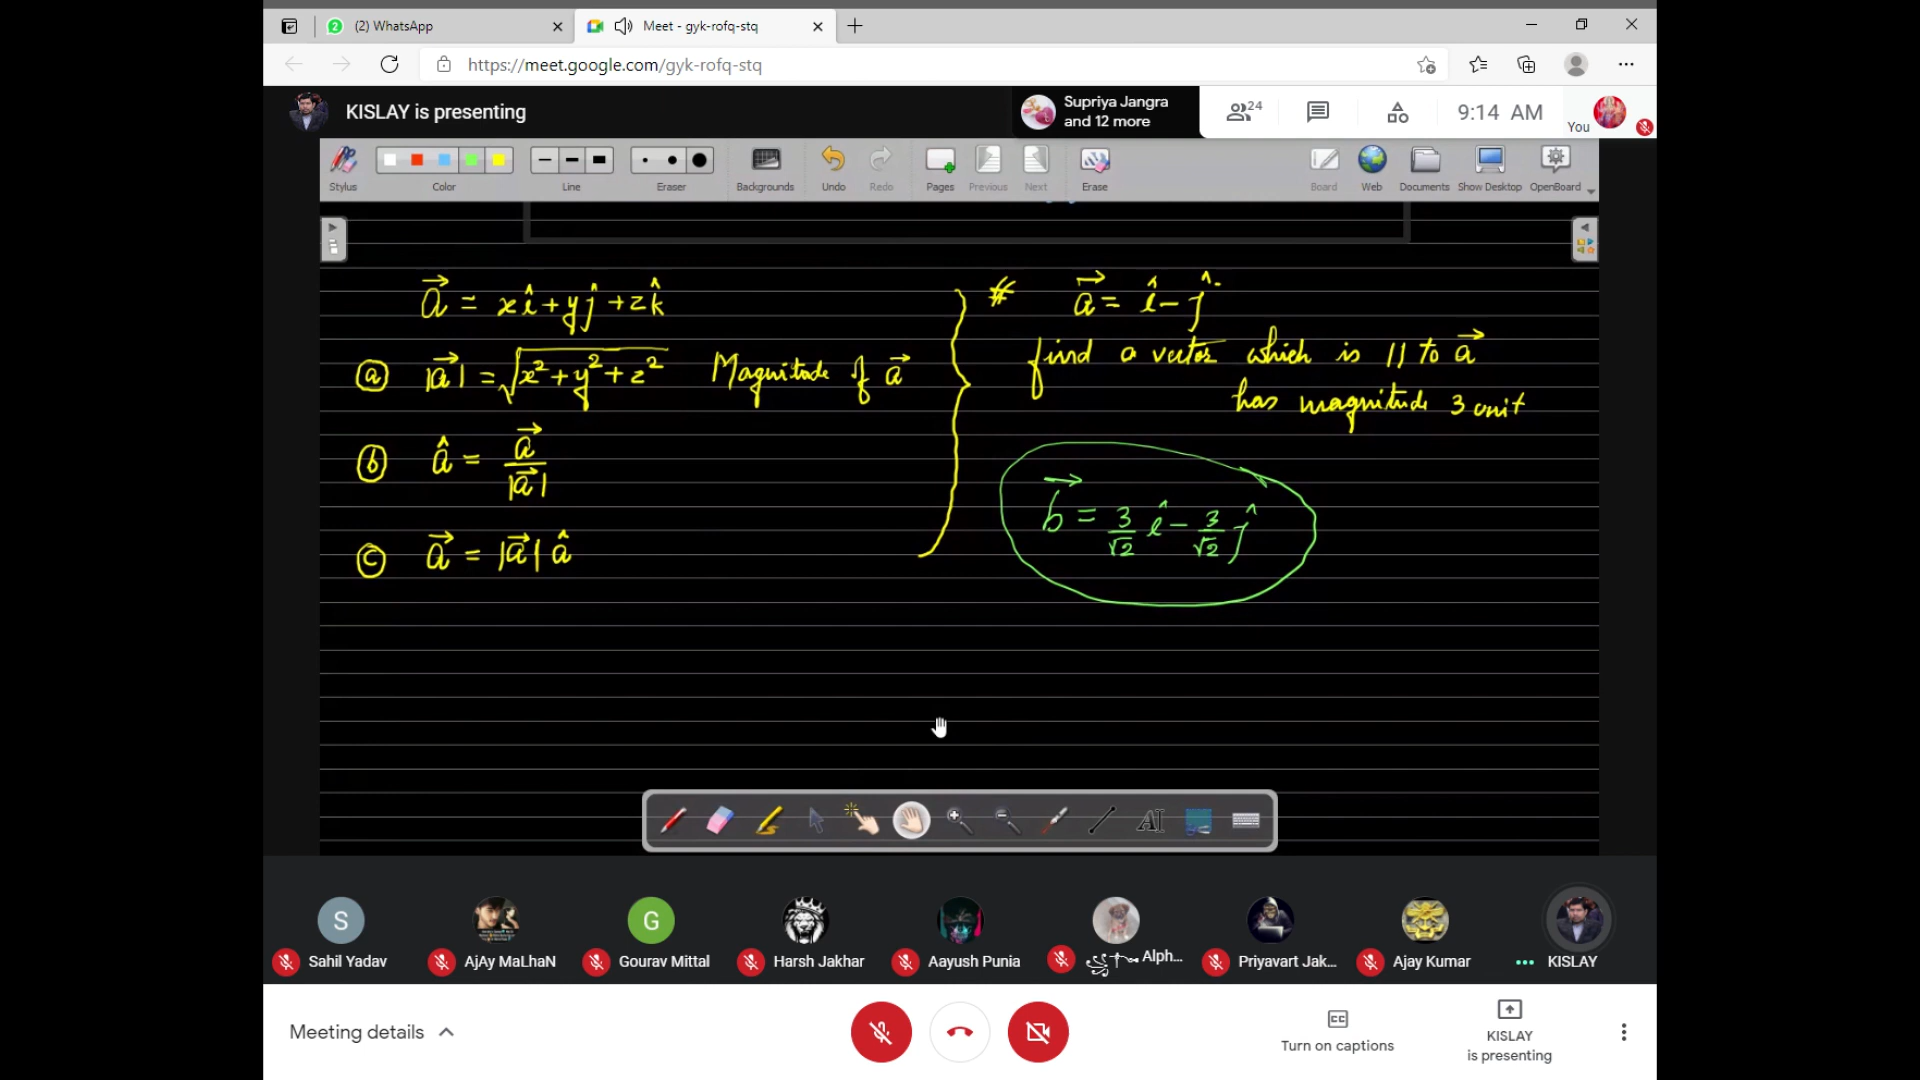 (2) WhatsApp
Meet - gyk-rofq-stq
https://meet.google.com/gyk-rofq-stq
KISLAY is presenting
Supriya Jangra
and 12 more
24
9:14 AM
You
Stylus
Color
Line
Eraser
Backgrounds
Undo
Redo
Pages
Previous
Next
Erase
Board
Web
Documents
Show Desktop
OpenBoard
a⃗ = xî + yĵ + zk̂
ⓐ |a⃗| = √(x² + y² + z²) Magnitude of a⃗
ⓑ â = a⃗ / |a⃗|
ⓒ a⃗ = |a⃗| â
# a⃗ = î - ĵ
find a vector which is || to a⃗
has magnitude 3 unit
b⃗ = 3/√2 î - 3/√2 ĵ
S
G
Sahil Yadav
AjAy MaLhaN
Gourav Mittal
Harsh Jakhar
Aayush Punia
Alph...
Priyavart Jak...
Ajay Kumar
KISLAY
Meeting details
Turn on captions
KISLAY
is presenting